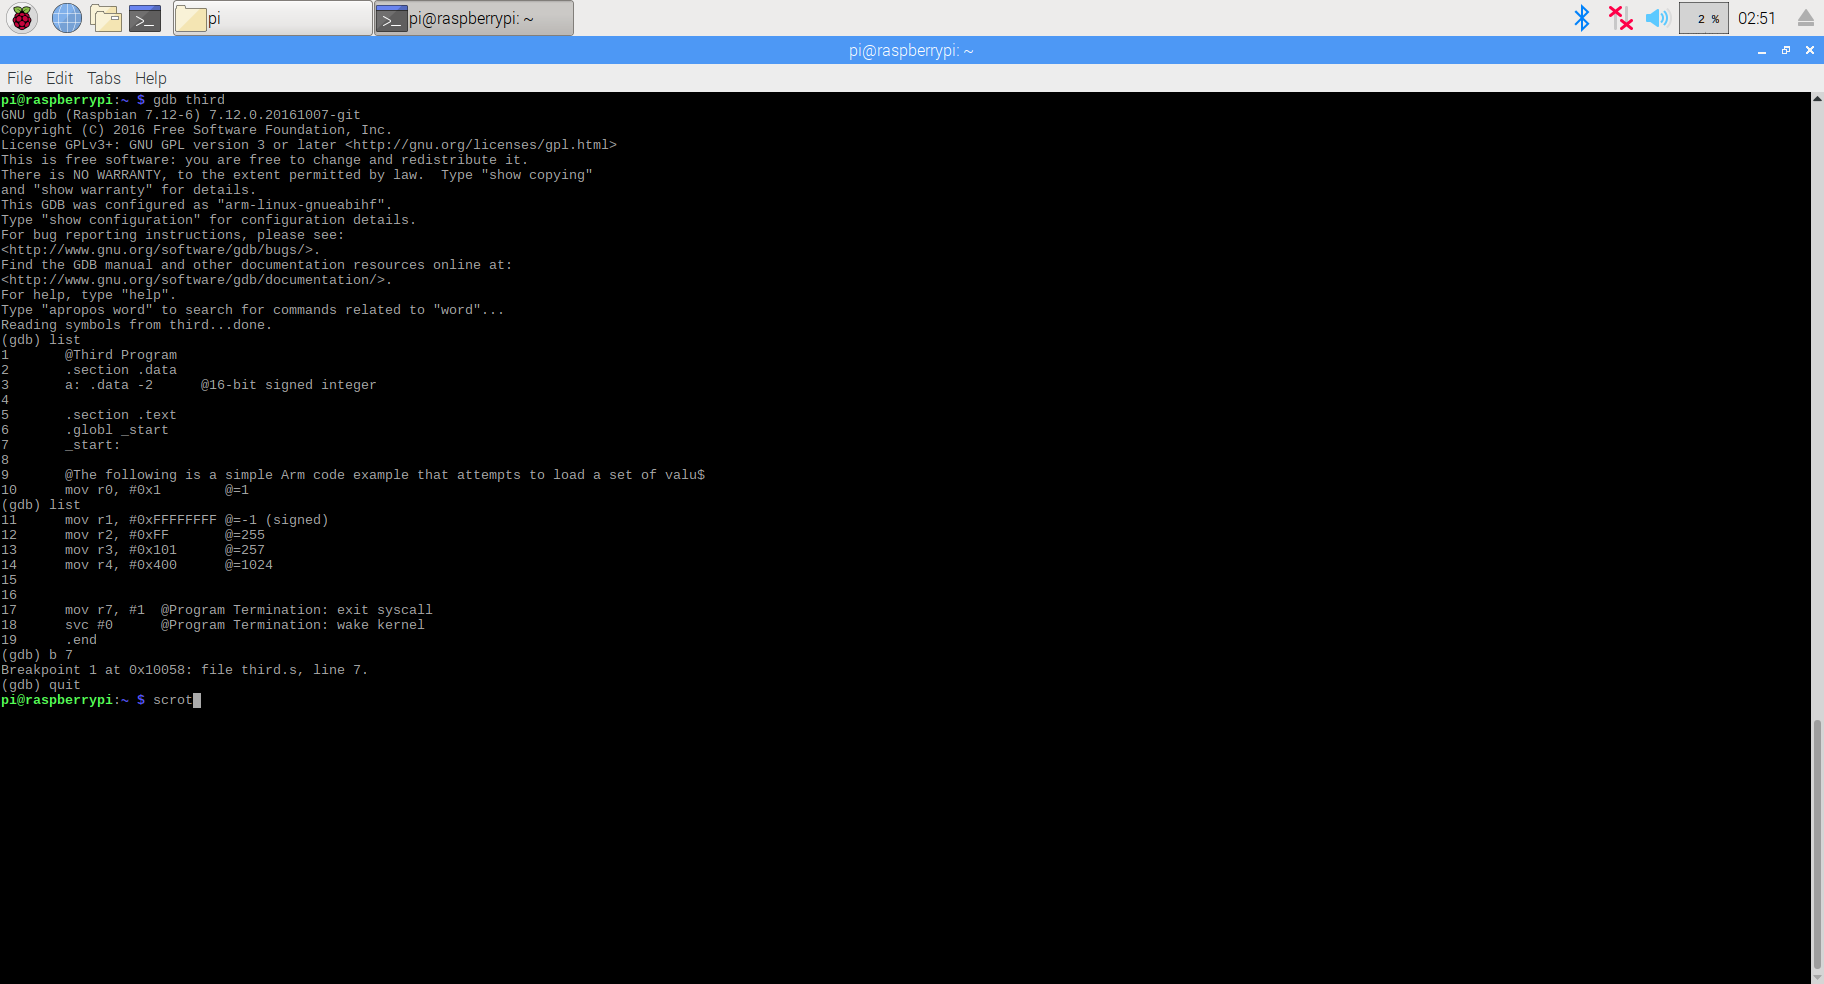 pi
pi@raspberrypi: ~
2 %
02:51
pi@raspberrypi: ~
File Edit Tabs Help
pi@raspberrypi:~ $ gdb third
GNU gdb (Raspbian 7.12-6) 7.12.0.20161007-git
Copyright (C) 2016 Free Software Foundation, Inc.
License GPLv3+: GNU GPL version 3 or later <http://gnu.org/licenses/gpl.html>
This is free software: you are free to change and redistribute it.
There is NO WARRANTY, to the extent permitted by law.  Type "show copying"
and "show warranty" for details.
This GDB was configured as "arm-linux-gnueabihf".
Type "show configuration" for configuration details.
For bug reporting instructions, please see:
<http://www.gnu.org/software/gdb/bugs/>.
Find the GDB manual and other documentation resources online at:
<http://www.gnu.org/software/gdb/documentation/>.
For help, type "help".
Type "apropos word" to search for commands related to "word"...
Reading symbols from third...done.
(gdb) list
1       @Third Program
2       .section .data
3       a: .data -2      @16-bit signed integer
4
5       .section .text
6       .globl _start
7       _start:
8
9       @The following is a simple Arm code example that attempts to load a set of valu$
10      mov r0, #0x1        @=1
(gdb) list
11      mov r1, #0xFFFFFFFF @=-1 (signed)
12      mov r2, #0xFF       @=255
13      mov r3, #0x101      @=257
14      mov r4, #0x400      @=1024
15
16
17      mov r7, #1  @Program Termination: exit syscall
18      svc #0      @Program Termination: wake kernel
19      .end
(gdb) b 7
Breakpoint 1 at 0x10058: file third.s, line 7.
(gdb) quit
pi@raspberrypi:~ $ scrot